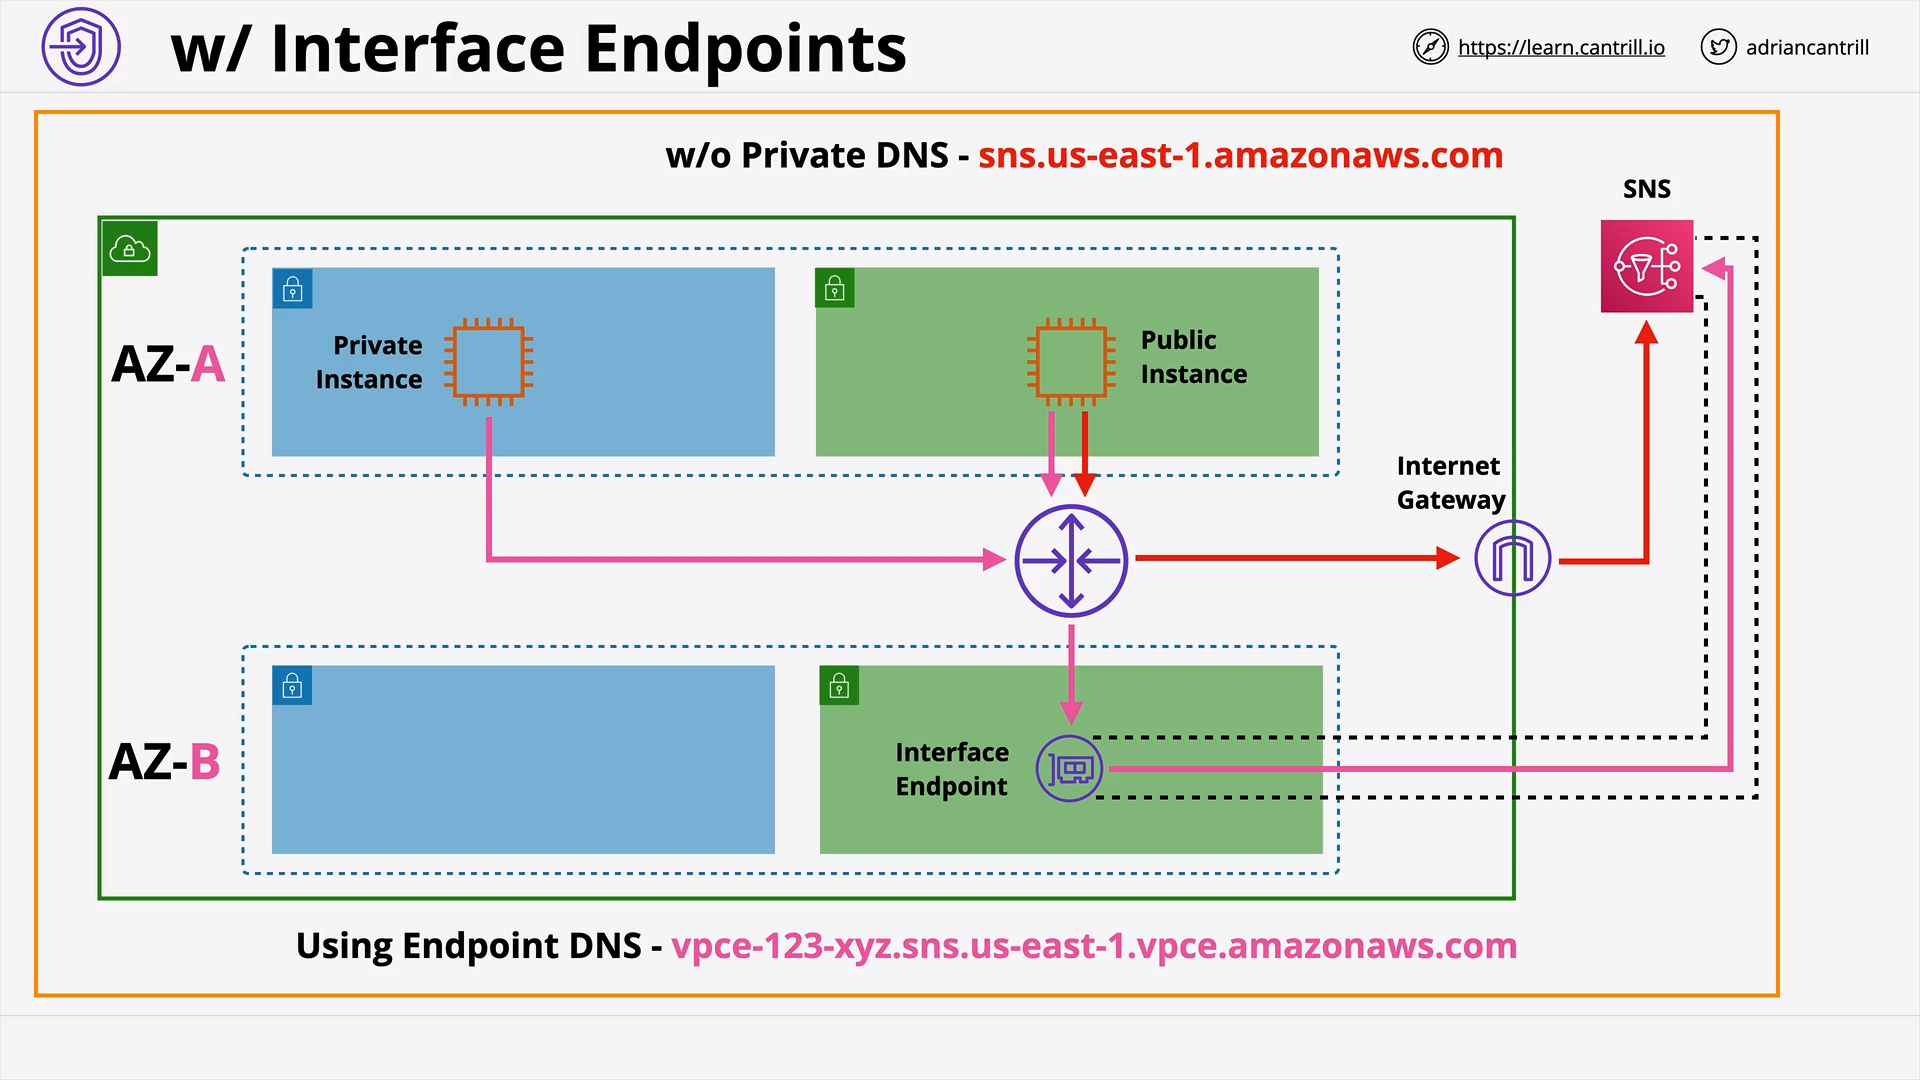 w/ Interface Endpoints
https://learn.cantrill.io
adriancantrill
w/o Private DNS - sns.us-east-1.amazonaws.com
SNS
AZ-A
Private
Instance
Public
Instance
Internet
Gateway
AZ-B
Interface
Endpoint
Using Endpoint DNS - vpce-123-xyz.sns.us-east-1.vpce.amazonaws.com